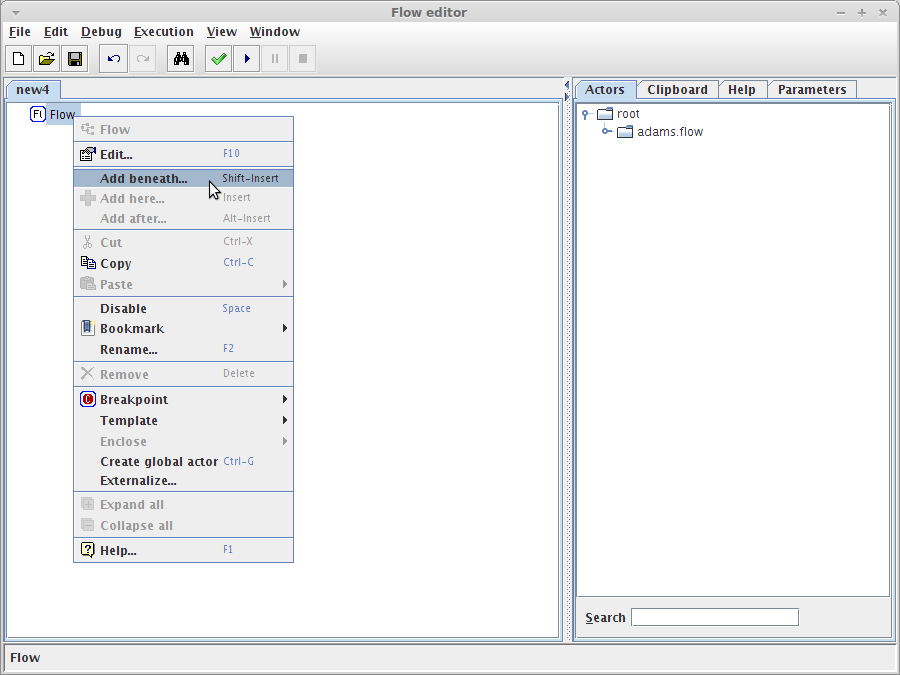 Flow editor
File Edit Debug Execution View Window
new4
Actors Clipboard Help Parameters
Fl Flow
root
adams.flow
Flow
Edit... F10
Add beneath... Shift-Insert
Add here... Insert
Add after... Alt-Insert
Cut Ctrl-X
Copy Ctrl-C
Paste
Disable Space
Bookmark
Rename... F2
Remove Delete
Breakpoint
Template
Enclose
Create global actor Ctrl-G
Externalize...
Expand all
Collapse all
Help... F1
Search
Flow